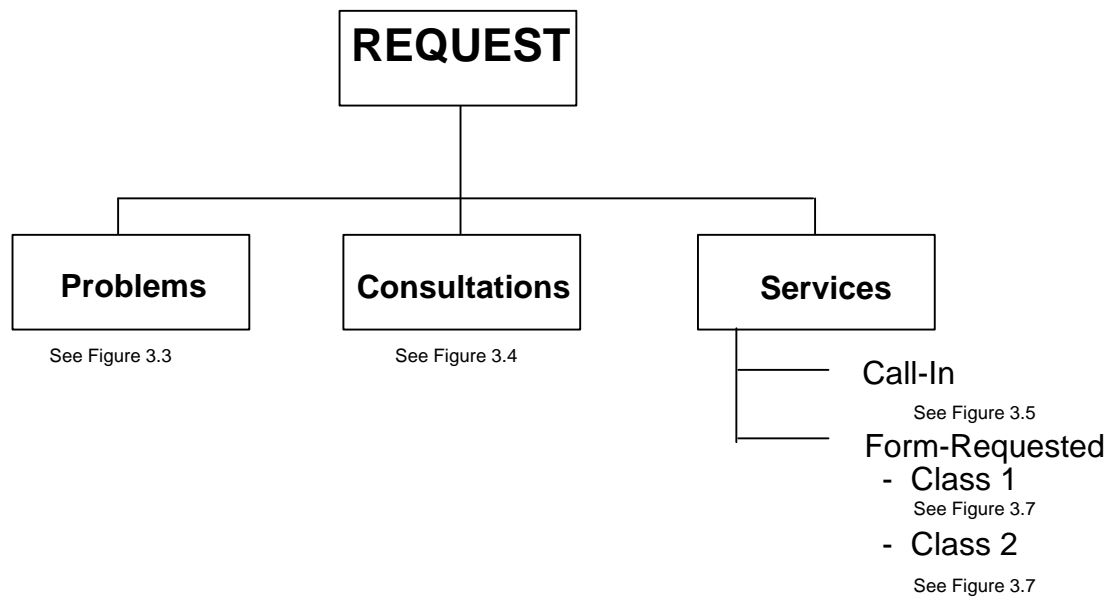 REQUEST
Problems
Consultations
Services
See Figure 3.3
See Figure 3.4
Call-In
See Figure 3.5
Form-Requested
- Class 1
See Figure 3.7
- Class 2
See Figure 3.7